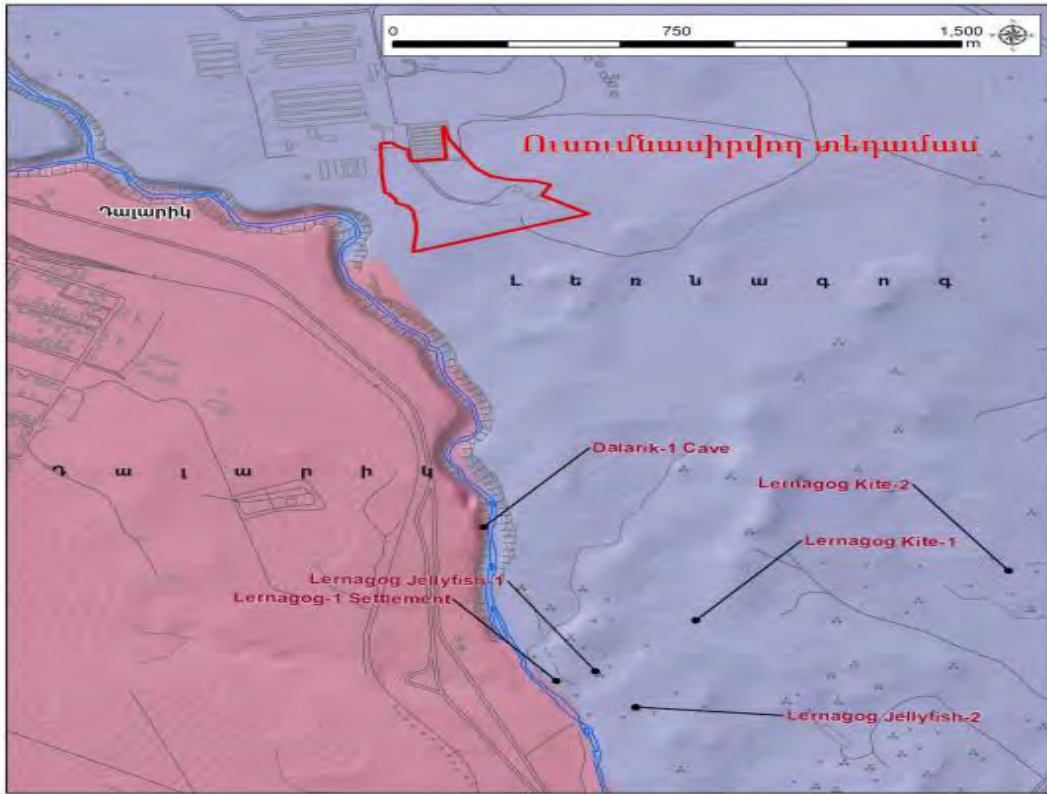 0 750 1,500
m
Ուսումնասիրվող տեղամաս
Դալարիկ
Լ ե ռ ն ա գ ո գ
Dalarik-1 Cave
Դ ա լ ա ր ի կ
Lernagog Kite-2
Lernagog Kite-1
Lernagog Jellyfish-1
Lernagog-1 Settlement
Lernagog Jellyfish-2